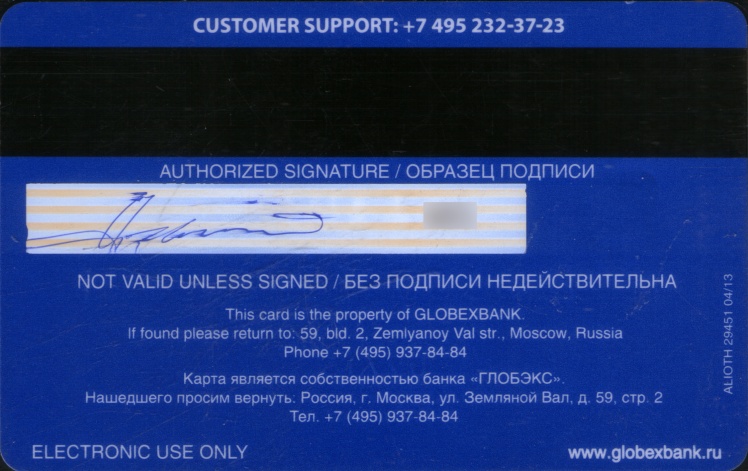 CUSTOMER SUPPORT: +7 495 232-37-23
AUTHORIZED SIGNATURE / ОБРАЗЕЦ ПОДПИСИ
NOT VALID UNLESS SIGNED / БЕЗ ПОДПИСИ НЕДЕЙСТВИТЕЛЬНА
This card is the property of GLOBEXBANK.
If found please return to: 59, bld. 2, Zemlyanoy Val str., Moscow, Russia
Phone +7 (495) 937-84-84
Карта является собственностью банка «ГЛОБЭКС».
Нашедшего просим вернуть: Россия, г. Москва, ул. Земляной Вал, д. 59, стр. 2
Тел. +7 (495) 937-84-84
ALIOTH 29451 04/13
ELECTRONIC USE ONLY
www.globexbank.ru